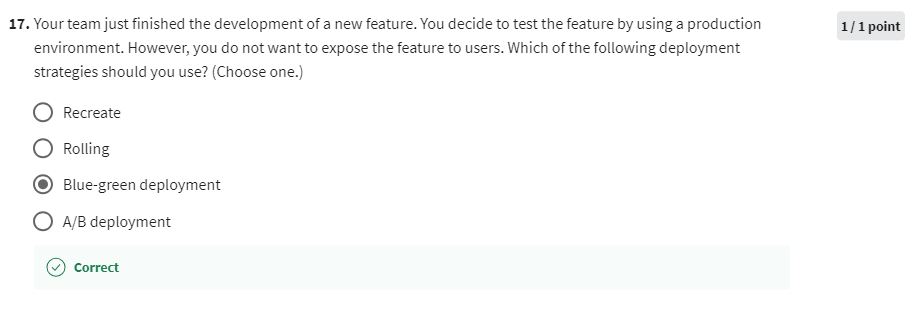 17. Your team just finished the development of a new feature. You decide to test the feature by using a production
1 / 1 point
environment. However, you do not want to expose the feature to users. Which of the following deployment
strategies should you use? (Choose one.)
Recreate
Rolling
Blue-green deployment
A/B deployment
Correct